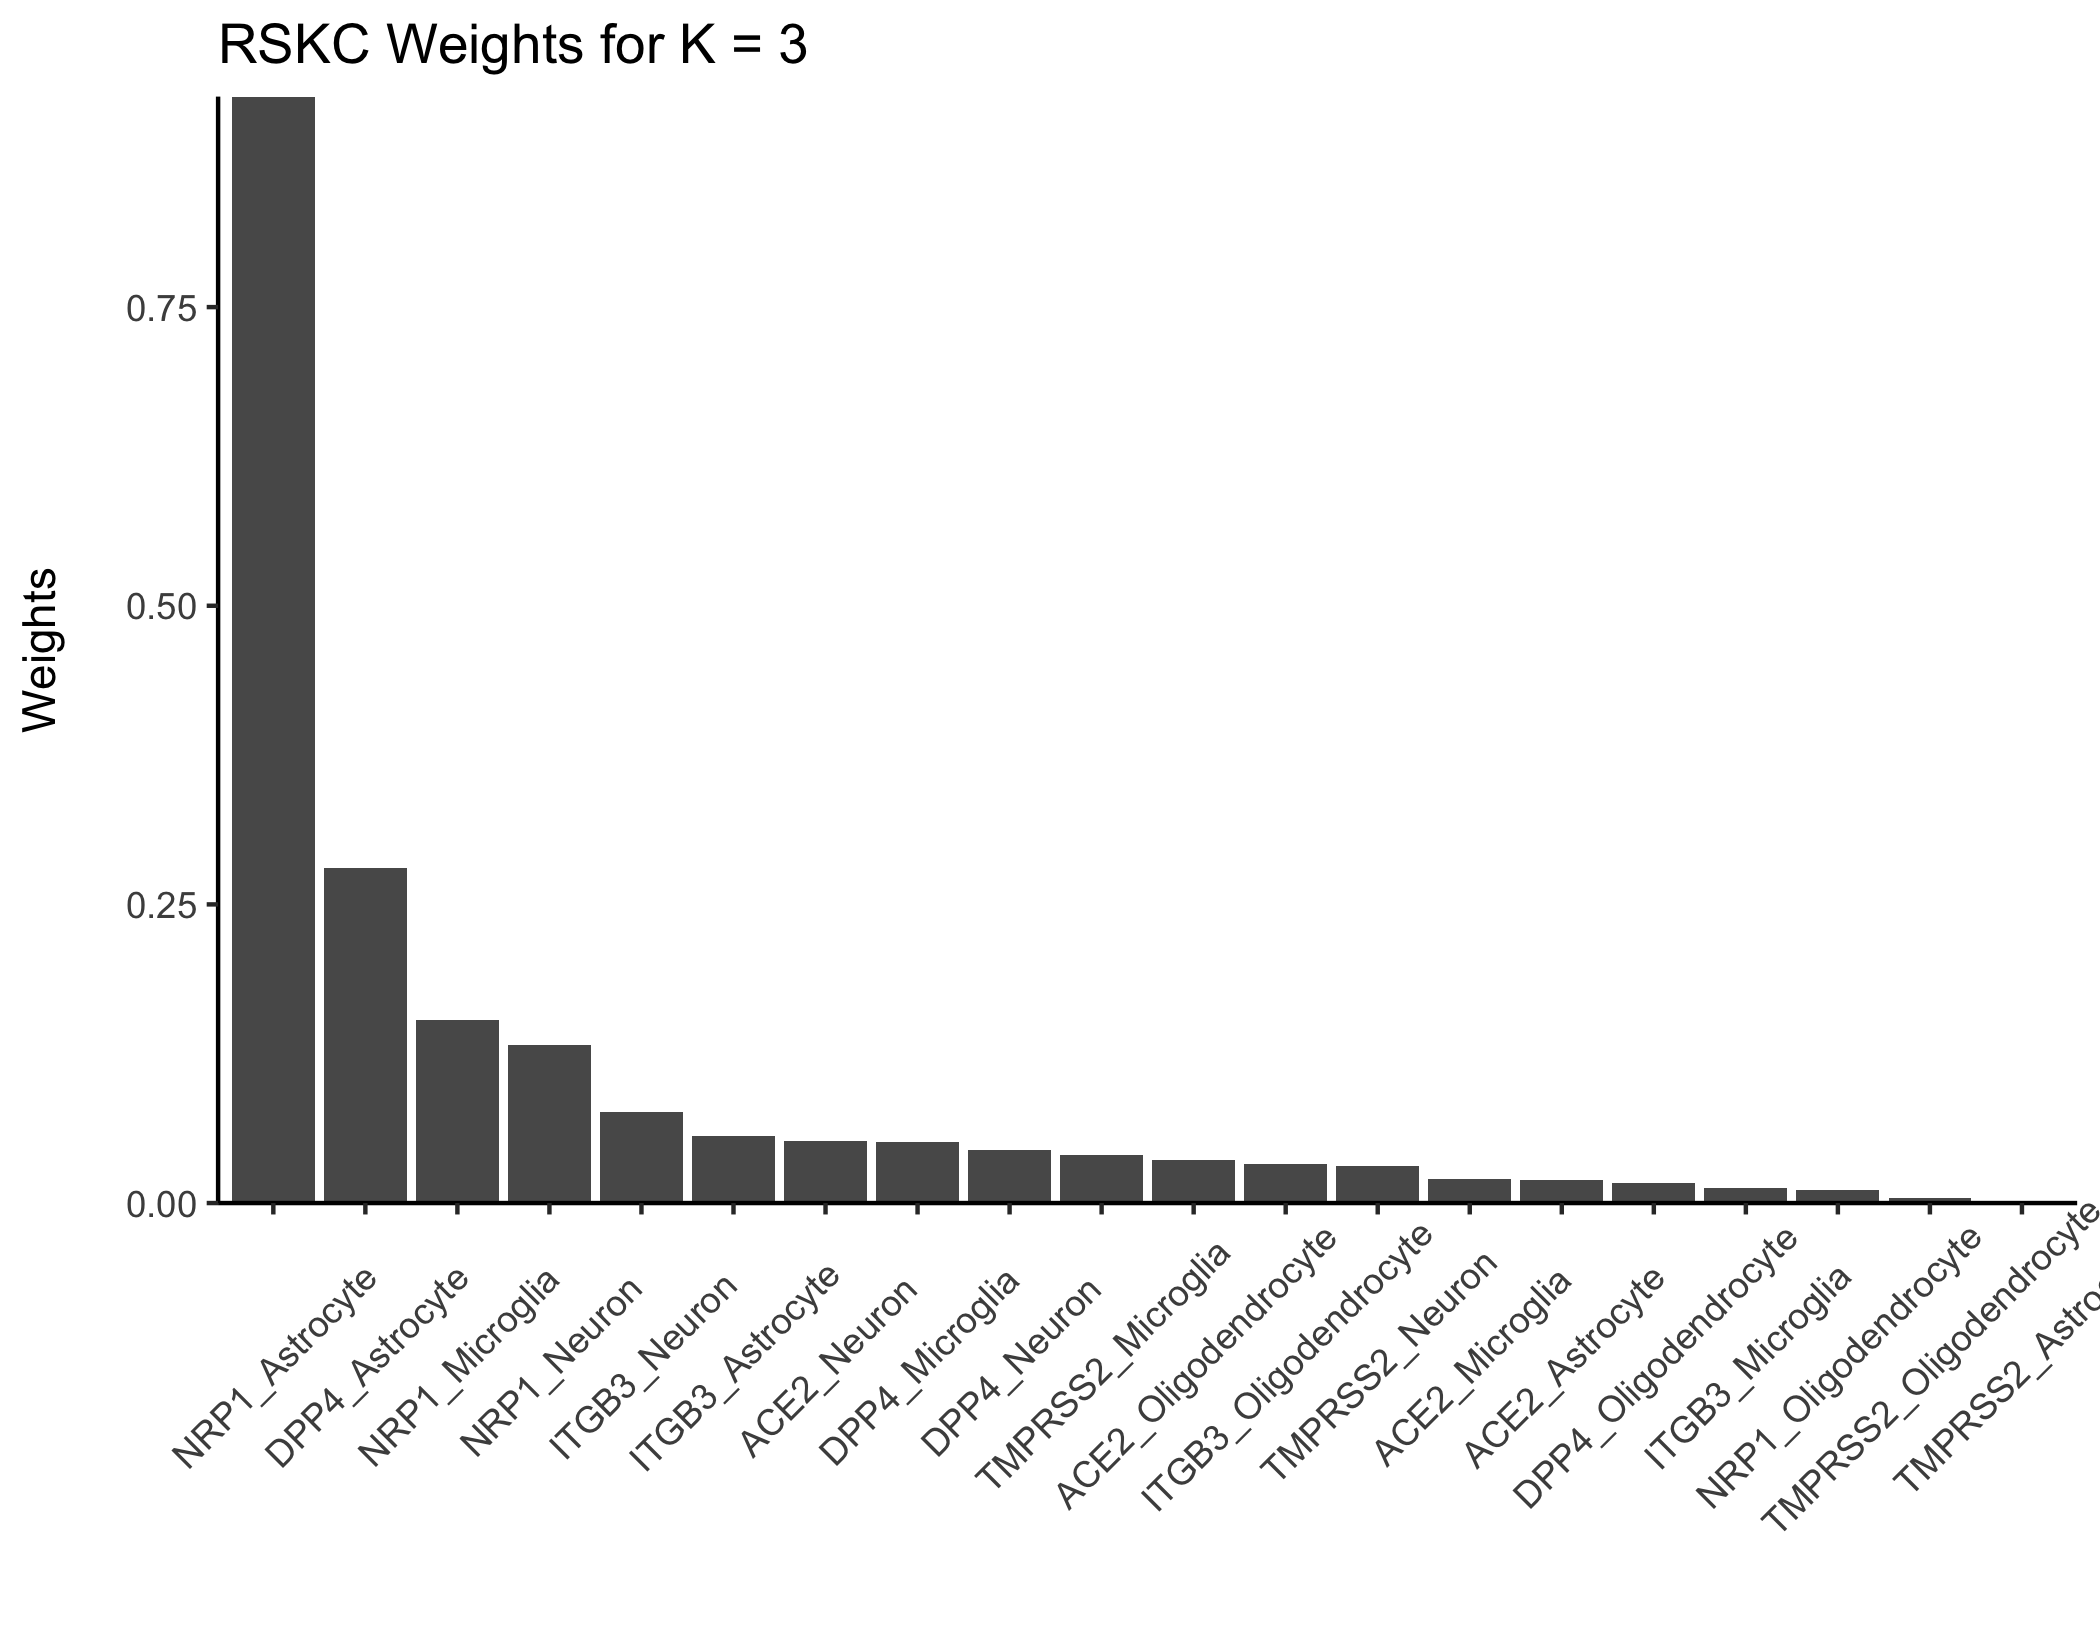 RSKC Weights for K = 3
Weights
0.75
0.50
0.25
0.00
NRP1_Astrocyte
DPP4_Astrocyte
NRP1_Microglia
NRP1_Neuron
ITGB3_Neuron
ITGB3_Astrocyte
ACE2_Neuron
DPP4_Microglia
DPP4_Neuron
TMPRSS2_Microglia
ACE2_Oligodendrocyte
ITGB3_Oligodendrocyte
TMPRSS2_Neuron
ACE2_Microglia
ACE2_Astrocyte
DPP4_Oligodendrocyte
ITGB3_Microglia
NRP1_Oligodendrocyte
TMPRSS2_Oligodendrocyte
TMPRSS2_Astro